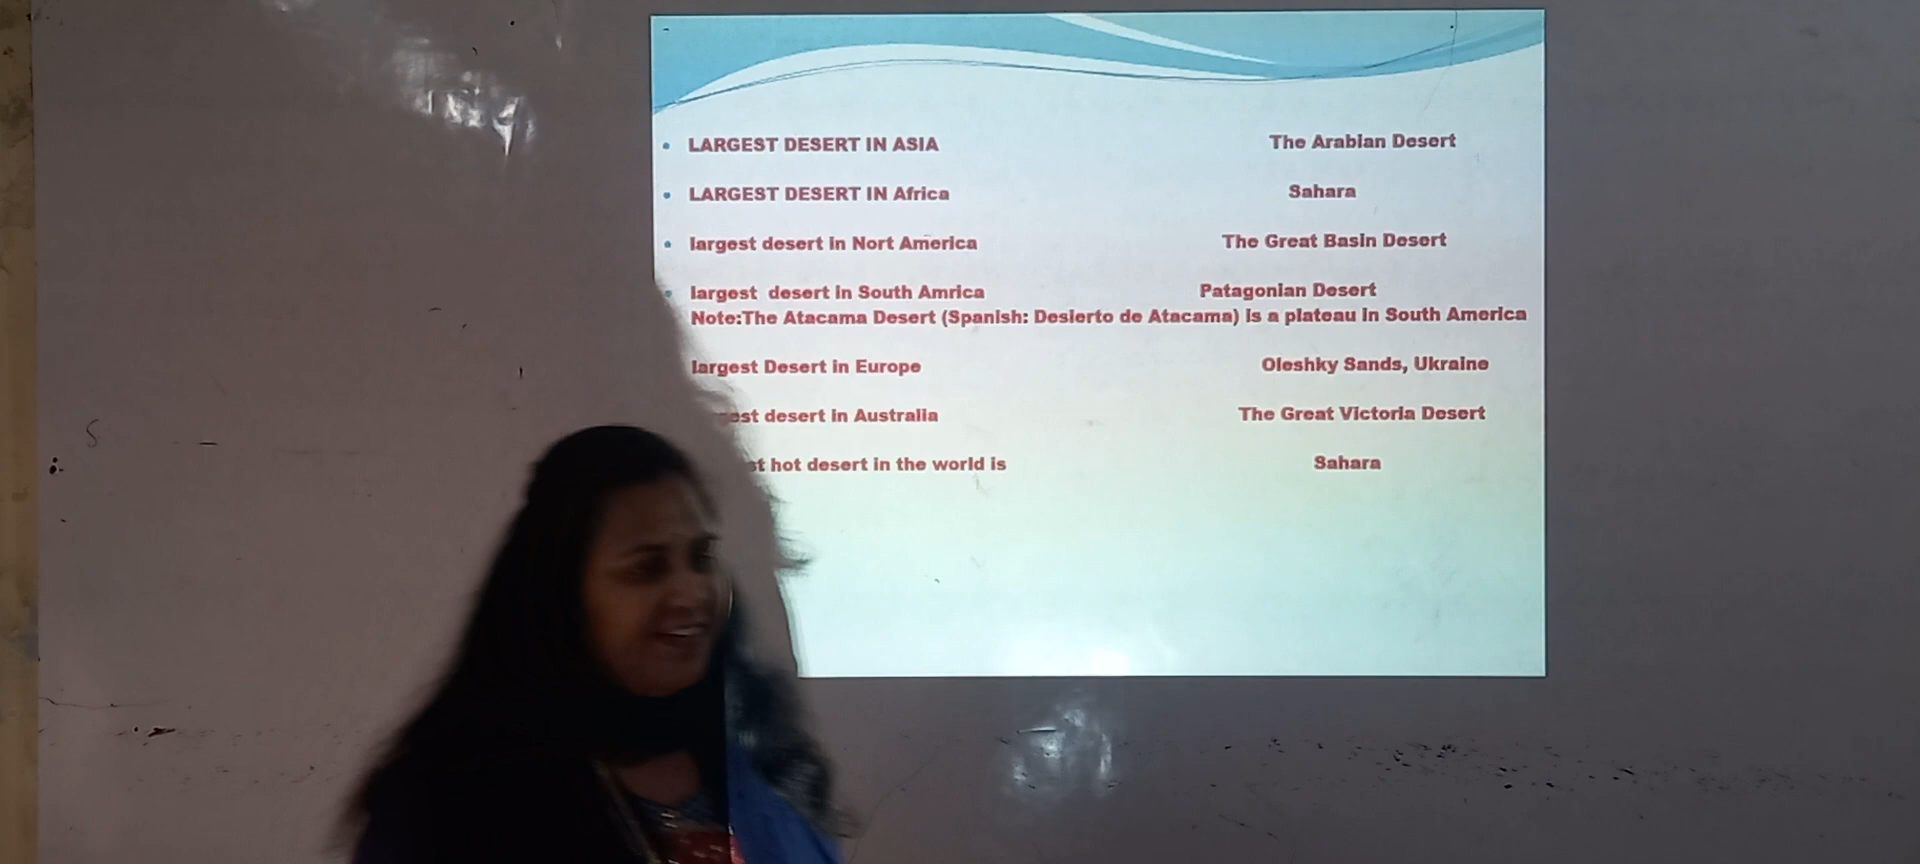 LARGEST DESERT IN ASIA The Arabian Desert
LARGEST DESERT IN Africa Sahara
largest desert in Nort America The Great Basin Desert
largest desert in South Amrica Patagonian Desert
Note:The Atacama Desert (Spanish: Desierto de Atacama) is a plateau in South America
largest Desert in Europe Oleshky Sands, Ukraine
desert in Australia The Great Victoria Desert
hot desert in the world is Sahara